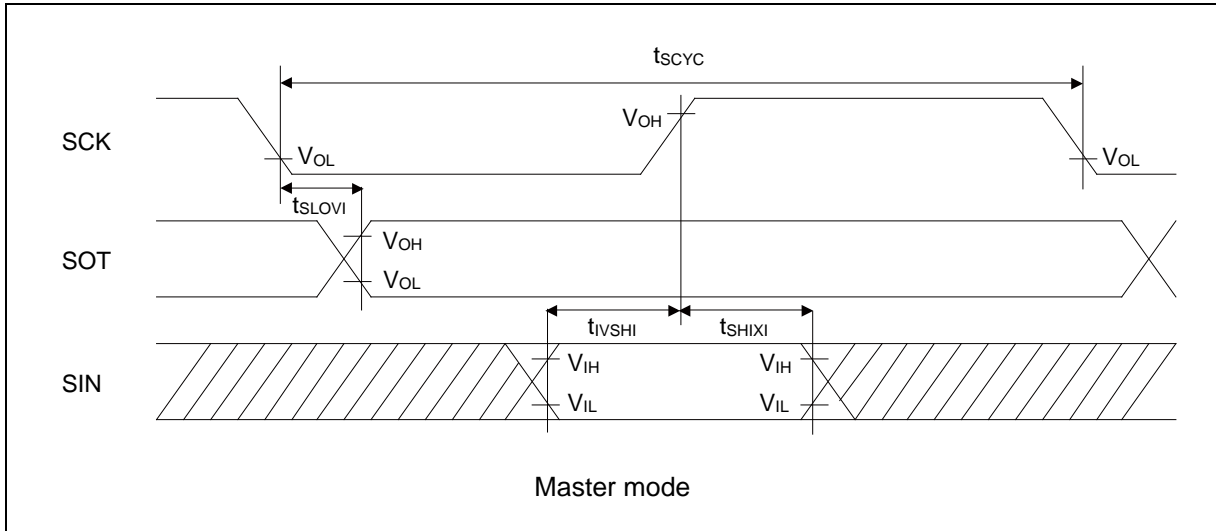 tSCYC
SCK
VOH
VOL
VOL
tSLOVI
SOT
VOH
VOL
tIVSHI
tSHIXI
SIN
VIH
VIH
VIL
VIL
Master mode